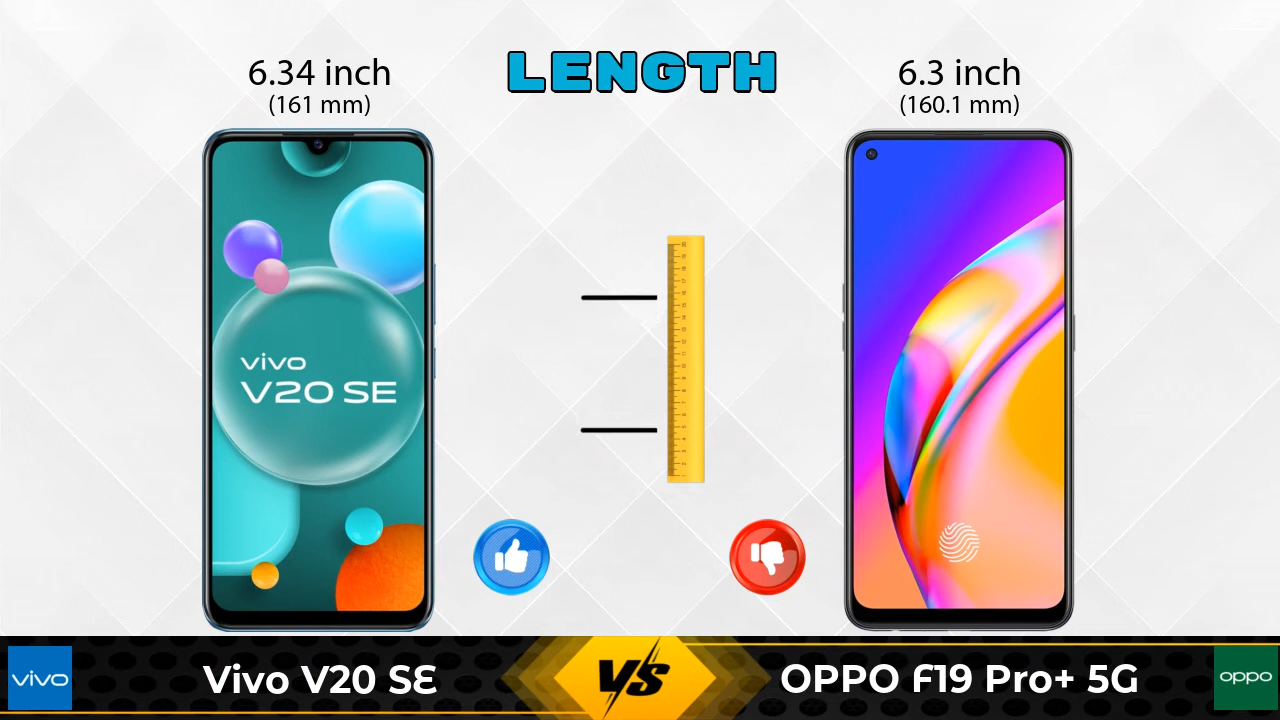 LENGTH
6.34 inch
(161 mm)
6.3 inch
(160.1 mm)
vivo
V20 SE
vivo
Vivo V20 SE
VS
OPPO F19 Pro+ 5G
oppo